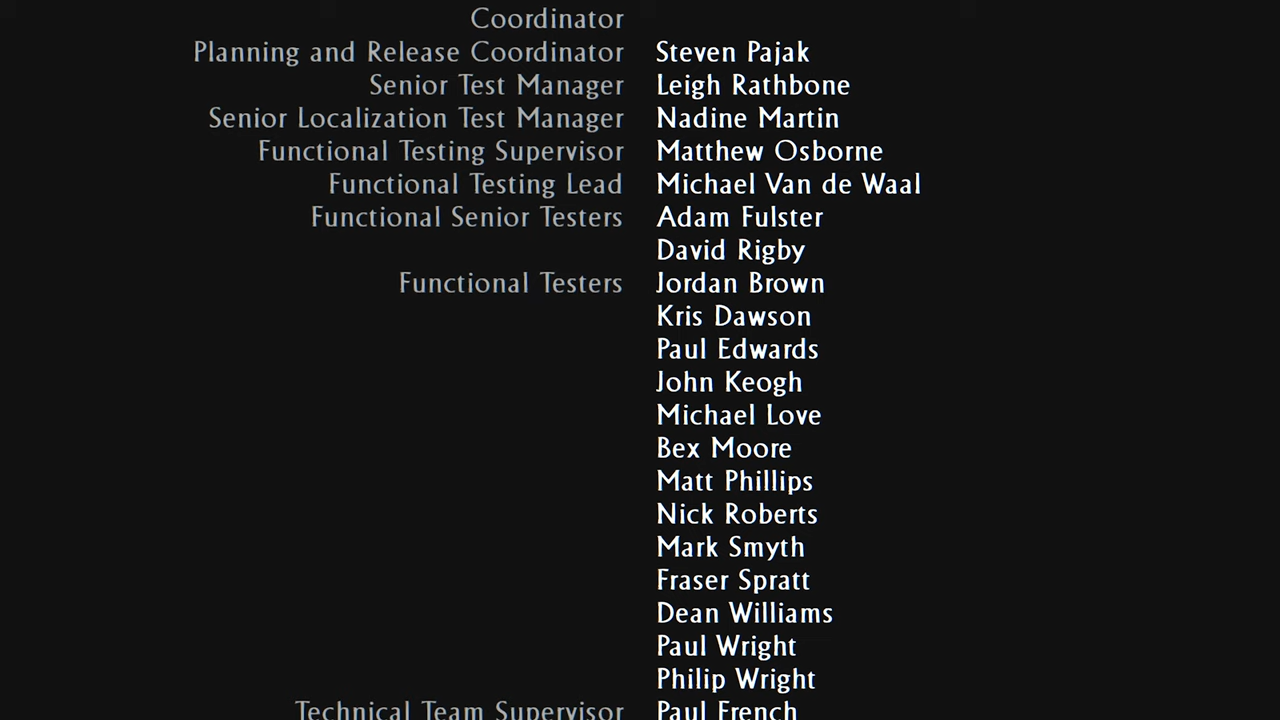 Coordinator
Planning and Release Coordinator Steven Pajak
Senior Test Manager Leigh Rathbone
Senior Localization Test Manager Nadine Martin
Functional Testing Supervisor Matthew Osborne
Functional Testing Lead Michael Van de Waal
Functional Senior Testers Adam Fulster
David Rigby
Functional Testers Jordan Brown
Kris Dawson
Paul Edwards
John Keogh
Michael Love
Bex Moore
Matt Phillips
Nick Roberts
Mark Smyth
Fraser Spratt
Dean Williams
Paul Wright
Philip Wright
Technical Team Supervisor Paul French